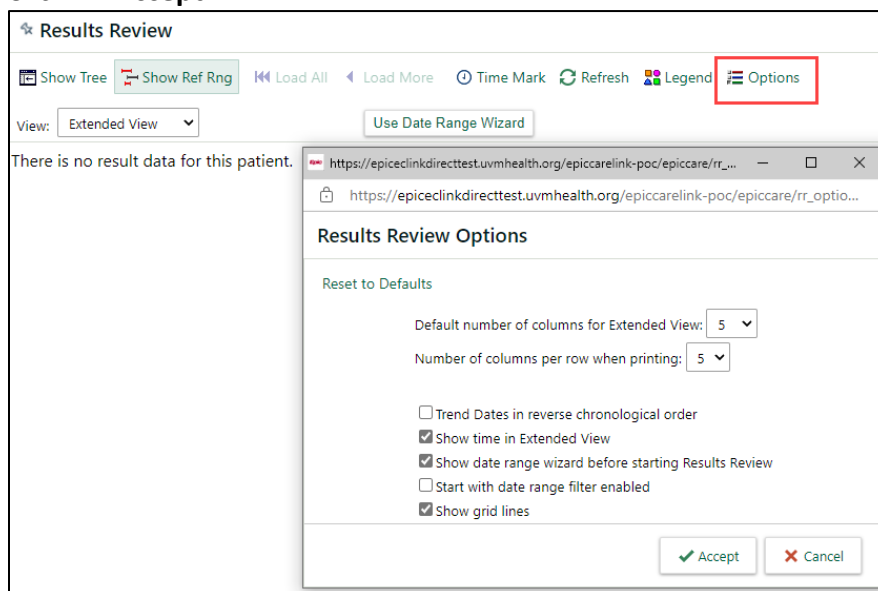 Results Review
Show Tree Show Ref Rng Load All Load More Time Mark Refresh Legend Options
View: Extended View Use Date Range Wizard
There is no result data for this patient.
https://epiceclinkdirecttest.uvmhealth.org/epiccarelink-poc/epiccare/rr_...
https://epiceclinkdirecttest.uvmhealth.org/epiccarelink-poc/epiccare/rr_optio...
Results Review Options
Reset to Defaults
Default number of columns for Extended View: 5
Number of columns per row when printing: 5
Trend Dates in reverse chronological order
Show time in Extended View
Show date range wizard before starting Results Review
Start with date range filter enabled
Show grid lines
Accept Cancel